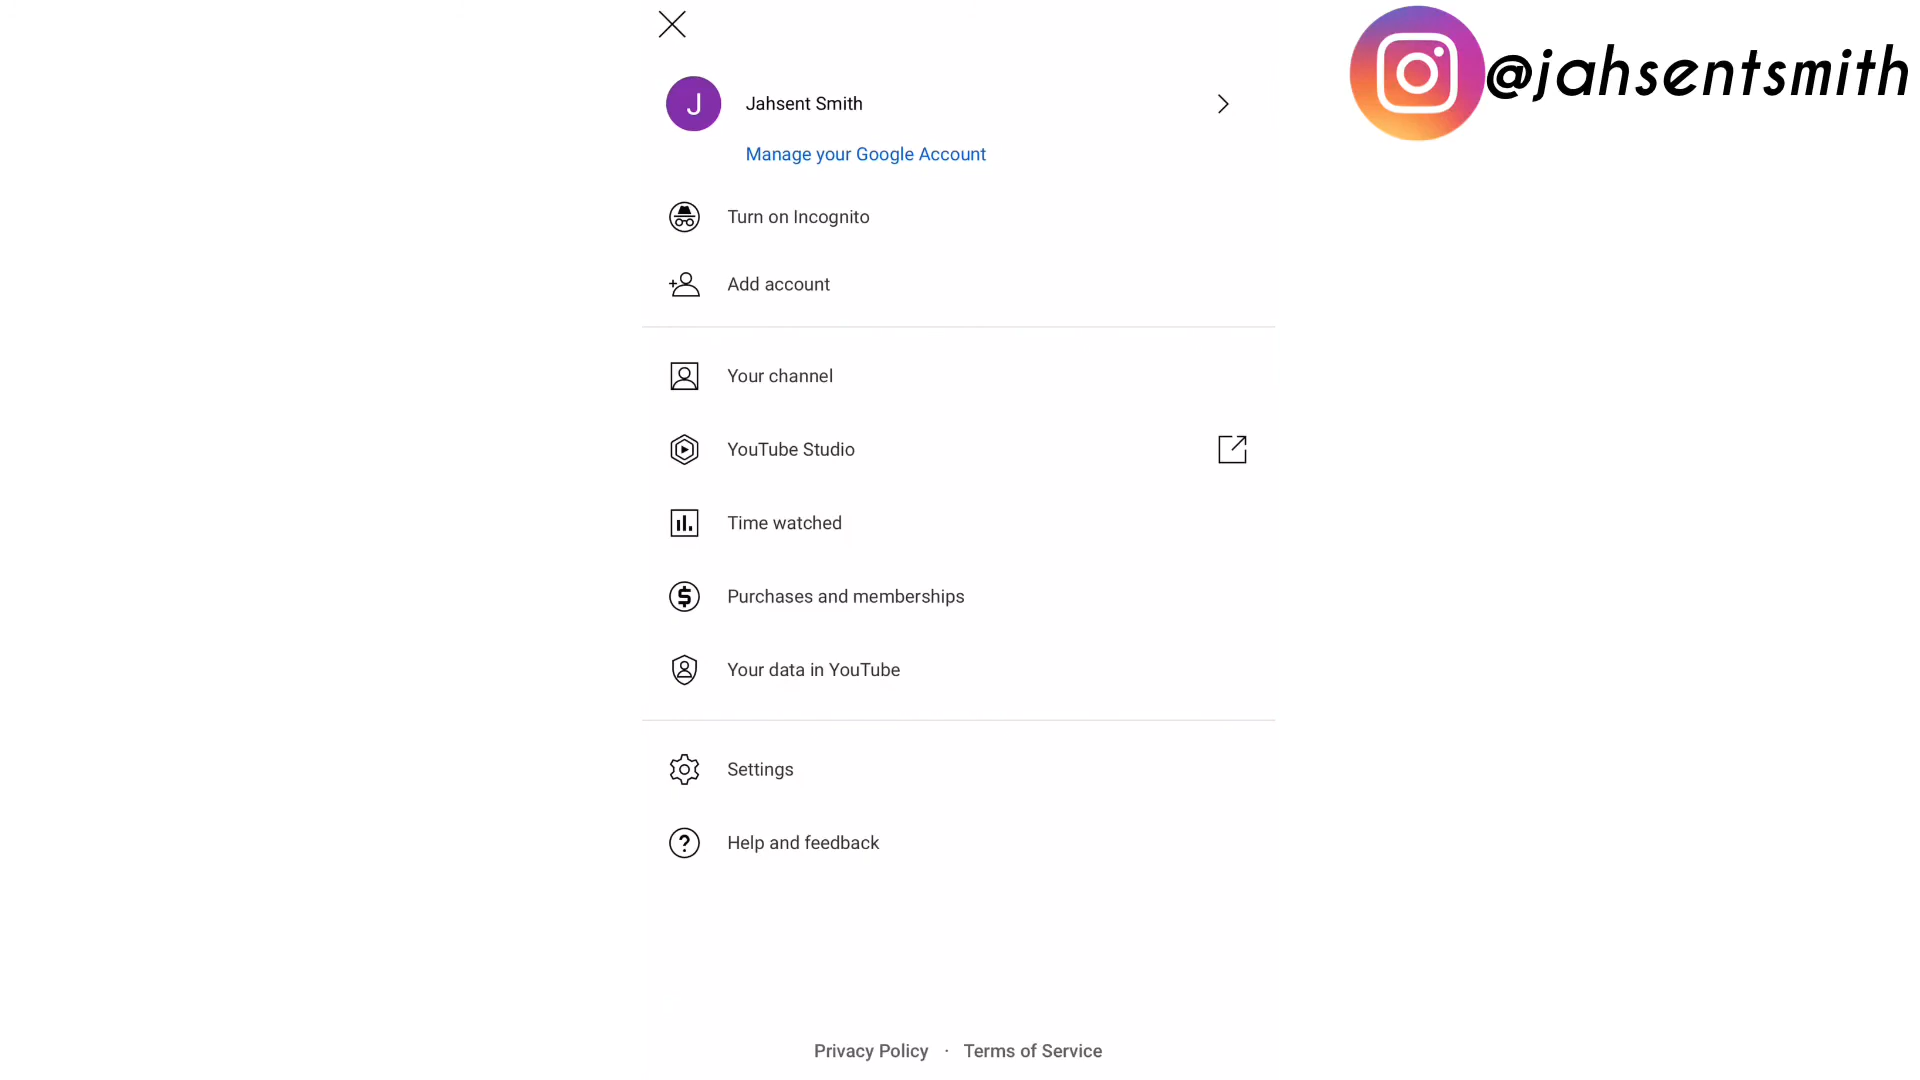 @jahsentsmith
J
Jahsent Smith
Manage your Google Account
Turn on Incognito
Add account
Your channel
YouTube Studio
Time watched
Purchases and memberships
Your data in YouTube
Settings
Help and feedback
Privacy Policy · Terms of Service